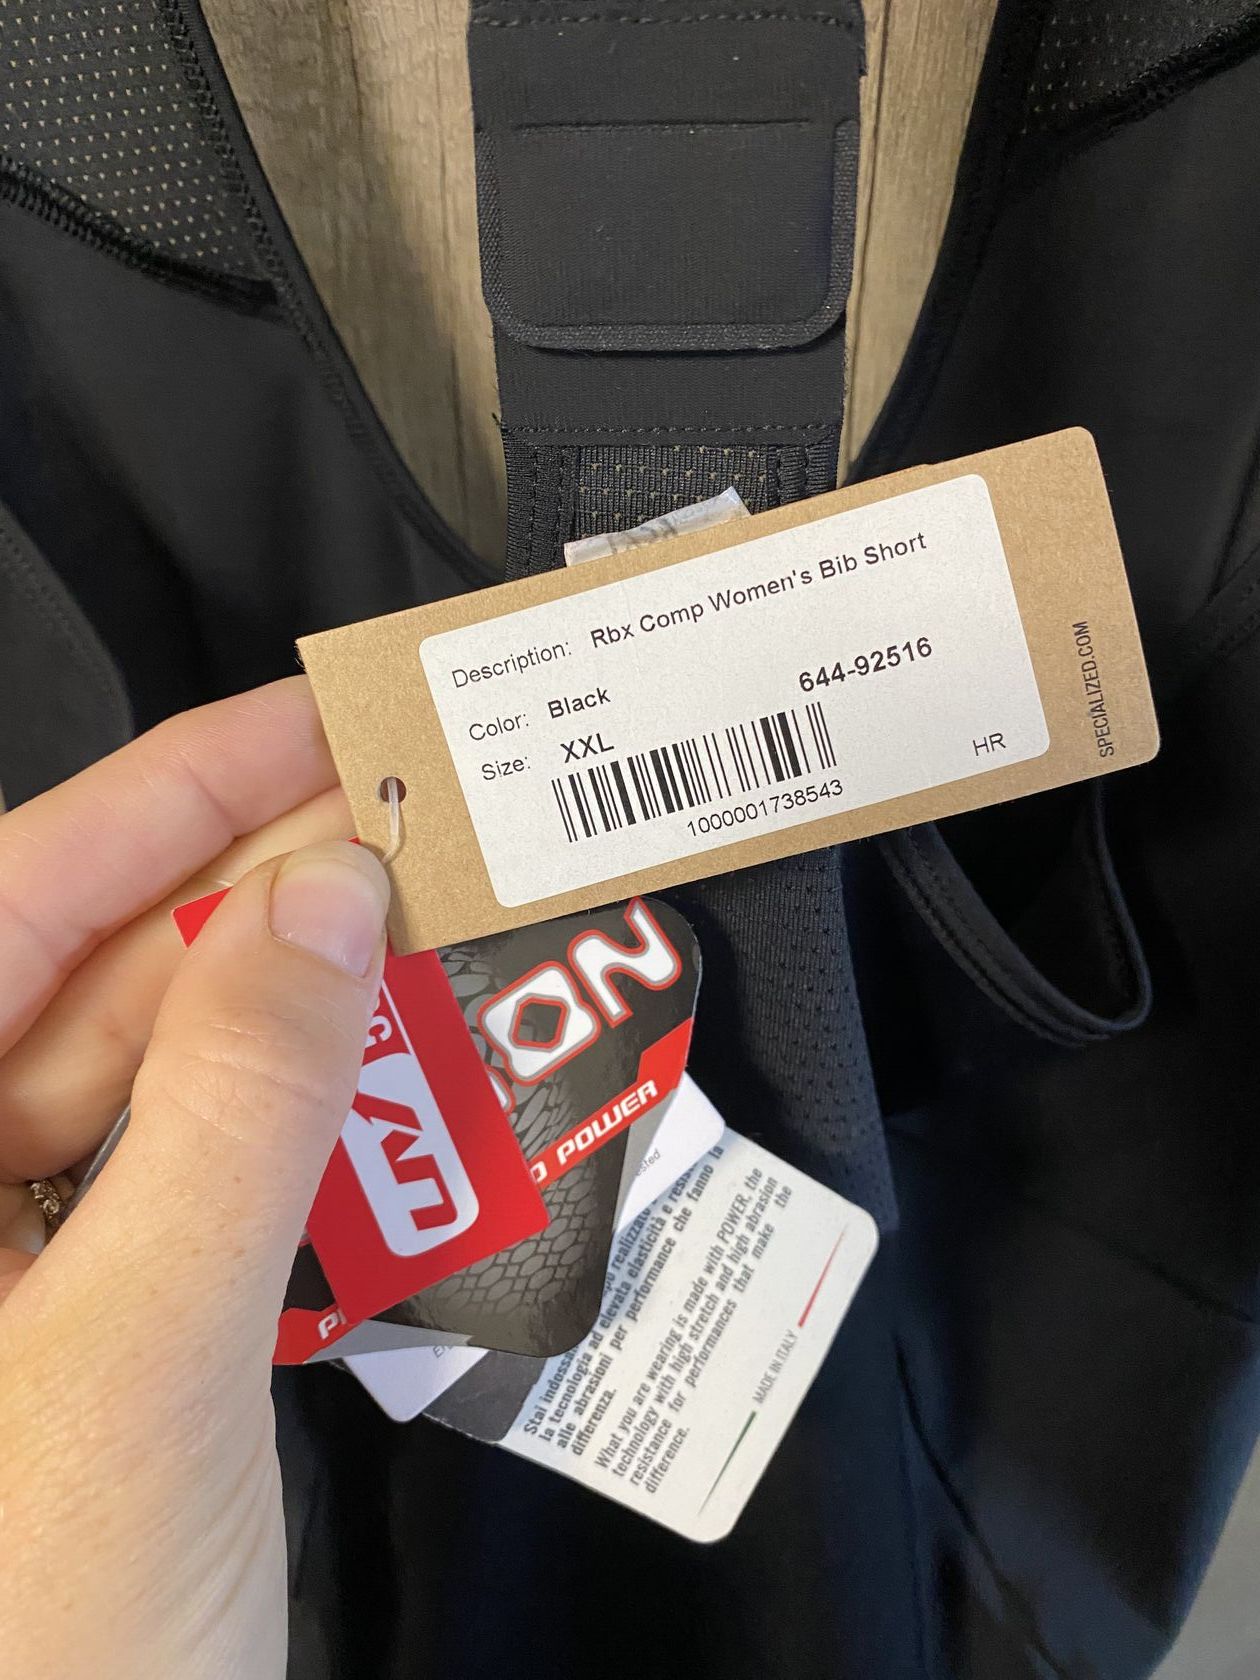 Description: Rbx Comp Women's Bib Short
Color: Black
644-92516
Size: XXL
1000001738543
HR
SPECIALIZED.COM
ON
POWER
Stai
la tecnologia ad elevata elasticità e
alle abrasioni per performance che fanno la
differenza.
What you are wearing is made with POWER, the
technology with high stretch and high abrasion
resistance for performances that make the
difference.
MADE IN ITALY